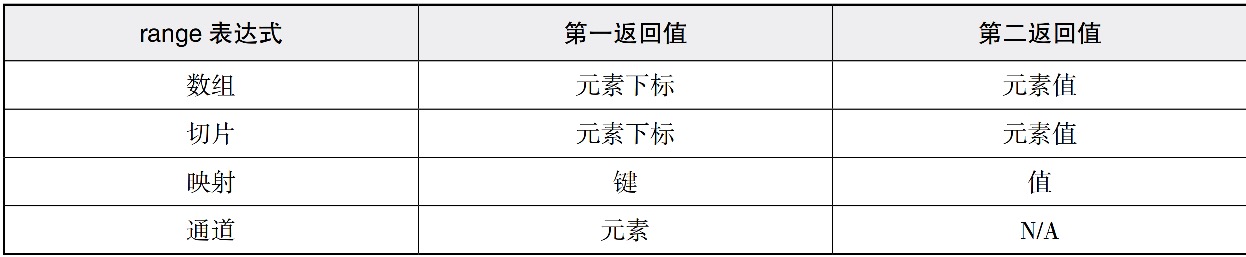 range 表达式 第一返回值 第二返回值
数组 元素下标 元素值
切片 元素下标 元素值
映射 键 值
通道 元素 N/A